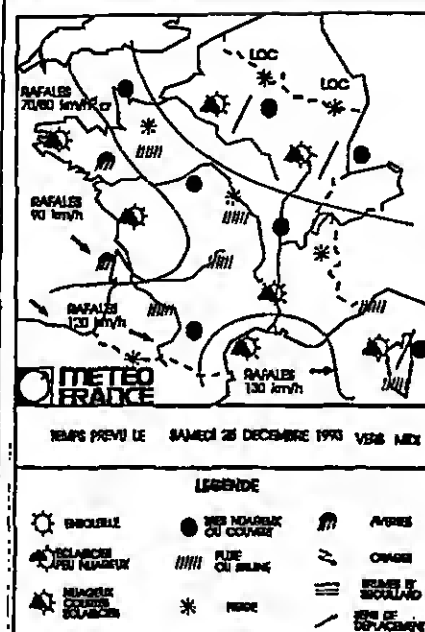 LOC
LOC
RAFALES
70/80 km/h
RAFALES
90 km/h
RAFALES
130 km/h
RAFALES
130 km/h
METEO
FRANCE
TEMPS PREVU LE SAMEDI 25 DECEMBRE 1993 VERS MIDI
LEGENDE
ENSOLEILLE
TRES NUAGEUX
OU COUVERT
AVERSES
ECLAIRCIES
PEU NUAGEUX
PLUIE
OU BRUINE
ORAGES
NUAGEUX
COURTES
ECLAIRCIES
NEIGE
BRUMES ET
BROUILLARD
SENS DE
DEPLACEMENT